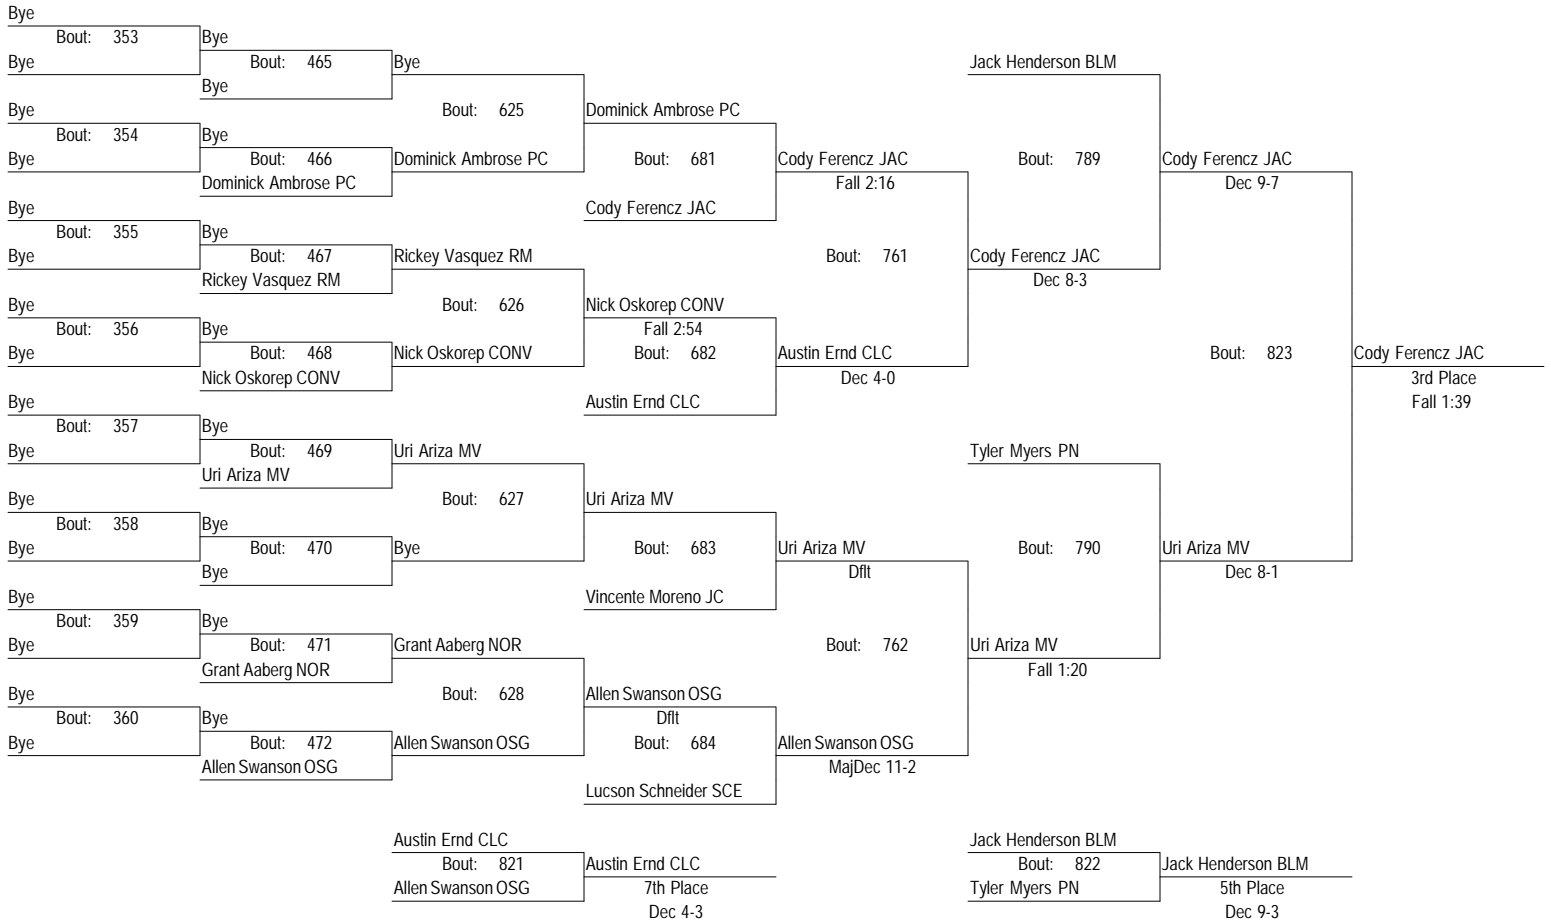 Bye
Bout: 353 Bye
Bye Bout: 465 Bye Jack Henderson BLM
Bye
Bye Bout: 625 Dominick Ambrose PC
Bout: 354 Bye
Bye Bout: 466 Dominick Ambrose PC Bout: 681 Cody Ferencz JAC Bout: 789 Cody Ferencz JAC
Dominick Ambrose PC Fall 2:16 Dec 9-7
Bye Cody Ferencz JAC
Bout: 355 Bye
Bye Bout: 467 Rickey Vasquez RM Bout: 761 Cody Ferencz JAC
Rickey Vasquez RM Dec 8-3
Bye Bout: 626 Nick Oskorep CONV
Bout: 356 Bye Fall 2:54
Bye Bout: 468 Nick Oskorep CONV Bout: 682 Austin Ernd CLC Bout: 823 Cody Ferencz JAC
Nick Oskorep CONV Dec 4-0 3rd Place
Bye Austin Ernd CLC Fall 1:39
Bout: 357 Bye
Bye Bout: 469 Uri Ariza MV Tyler Myers PN
Uri Ariza MV
Bye Bout: 627 Uri Ariza MV
Bout: 358 Bye
Bye Bout: 470 Bye Bout: 683 Uri Ariza MV Bout: 790 Uri Ariza MV
Bye Dflt Dec 8-1
Bye Vincente Moreno JC
Bout: 359 Bye
Bye Bout: 471 Grant Aaberg NOR Bout: 762 Uri Ariza MV
Grant Aaberg NOR Fall 1:20
Bye Bout: 628 Allen Swanson OSG
Bout: 360 Bye Dflt
Bye Bout: 472 Allen Swanson OSG Bout: 684 Allen Swanson OSG
Allen Swanson OSG MajDec 11-2
Lucson Schneider SCE
Austin Ernd CLC Jack Henderson BLM
Bout: 821 Austin Ernd CLC Bout: 822 Jack Henderson BLM
Allen Swanson OSG 7th Place Tyler Myers PN 5th Place
Dec 4-3 Dec 9-3